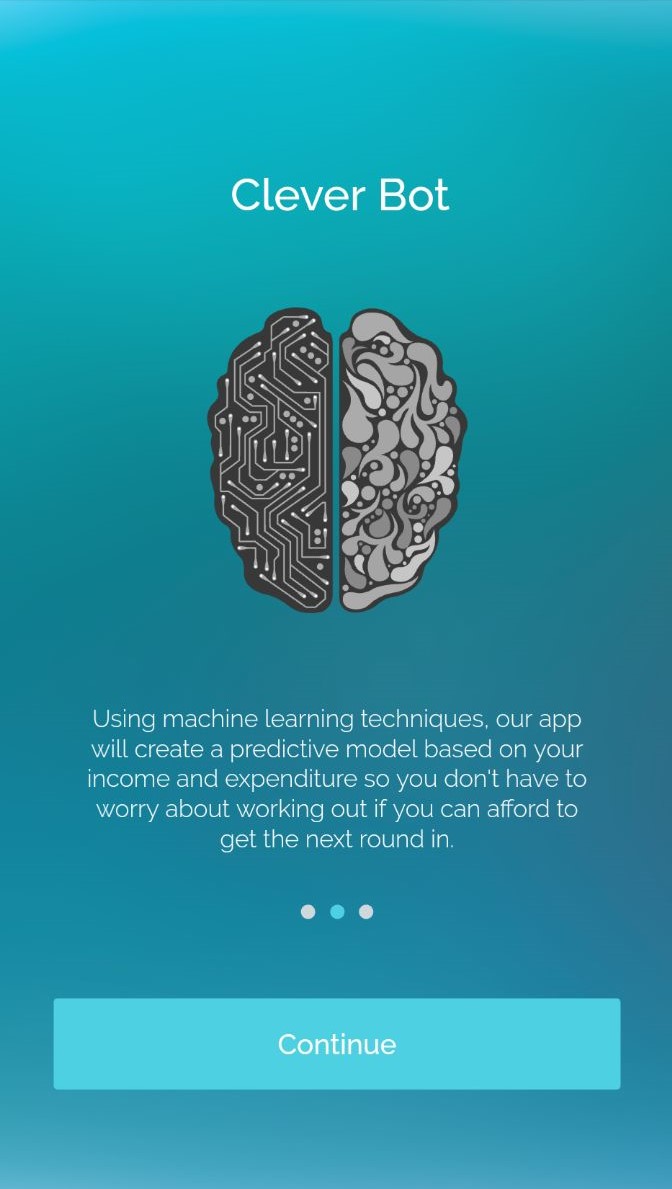 Clever Bot
Using machine learning techniques, our app
will create a predictive model based on your
income and expenditure so you don't have to
worry about working out if you can afford to
get the next round in.
Continue